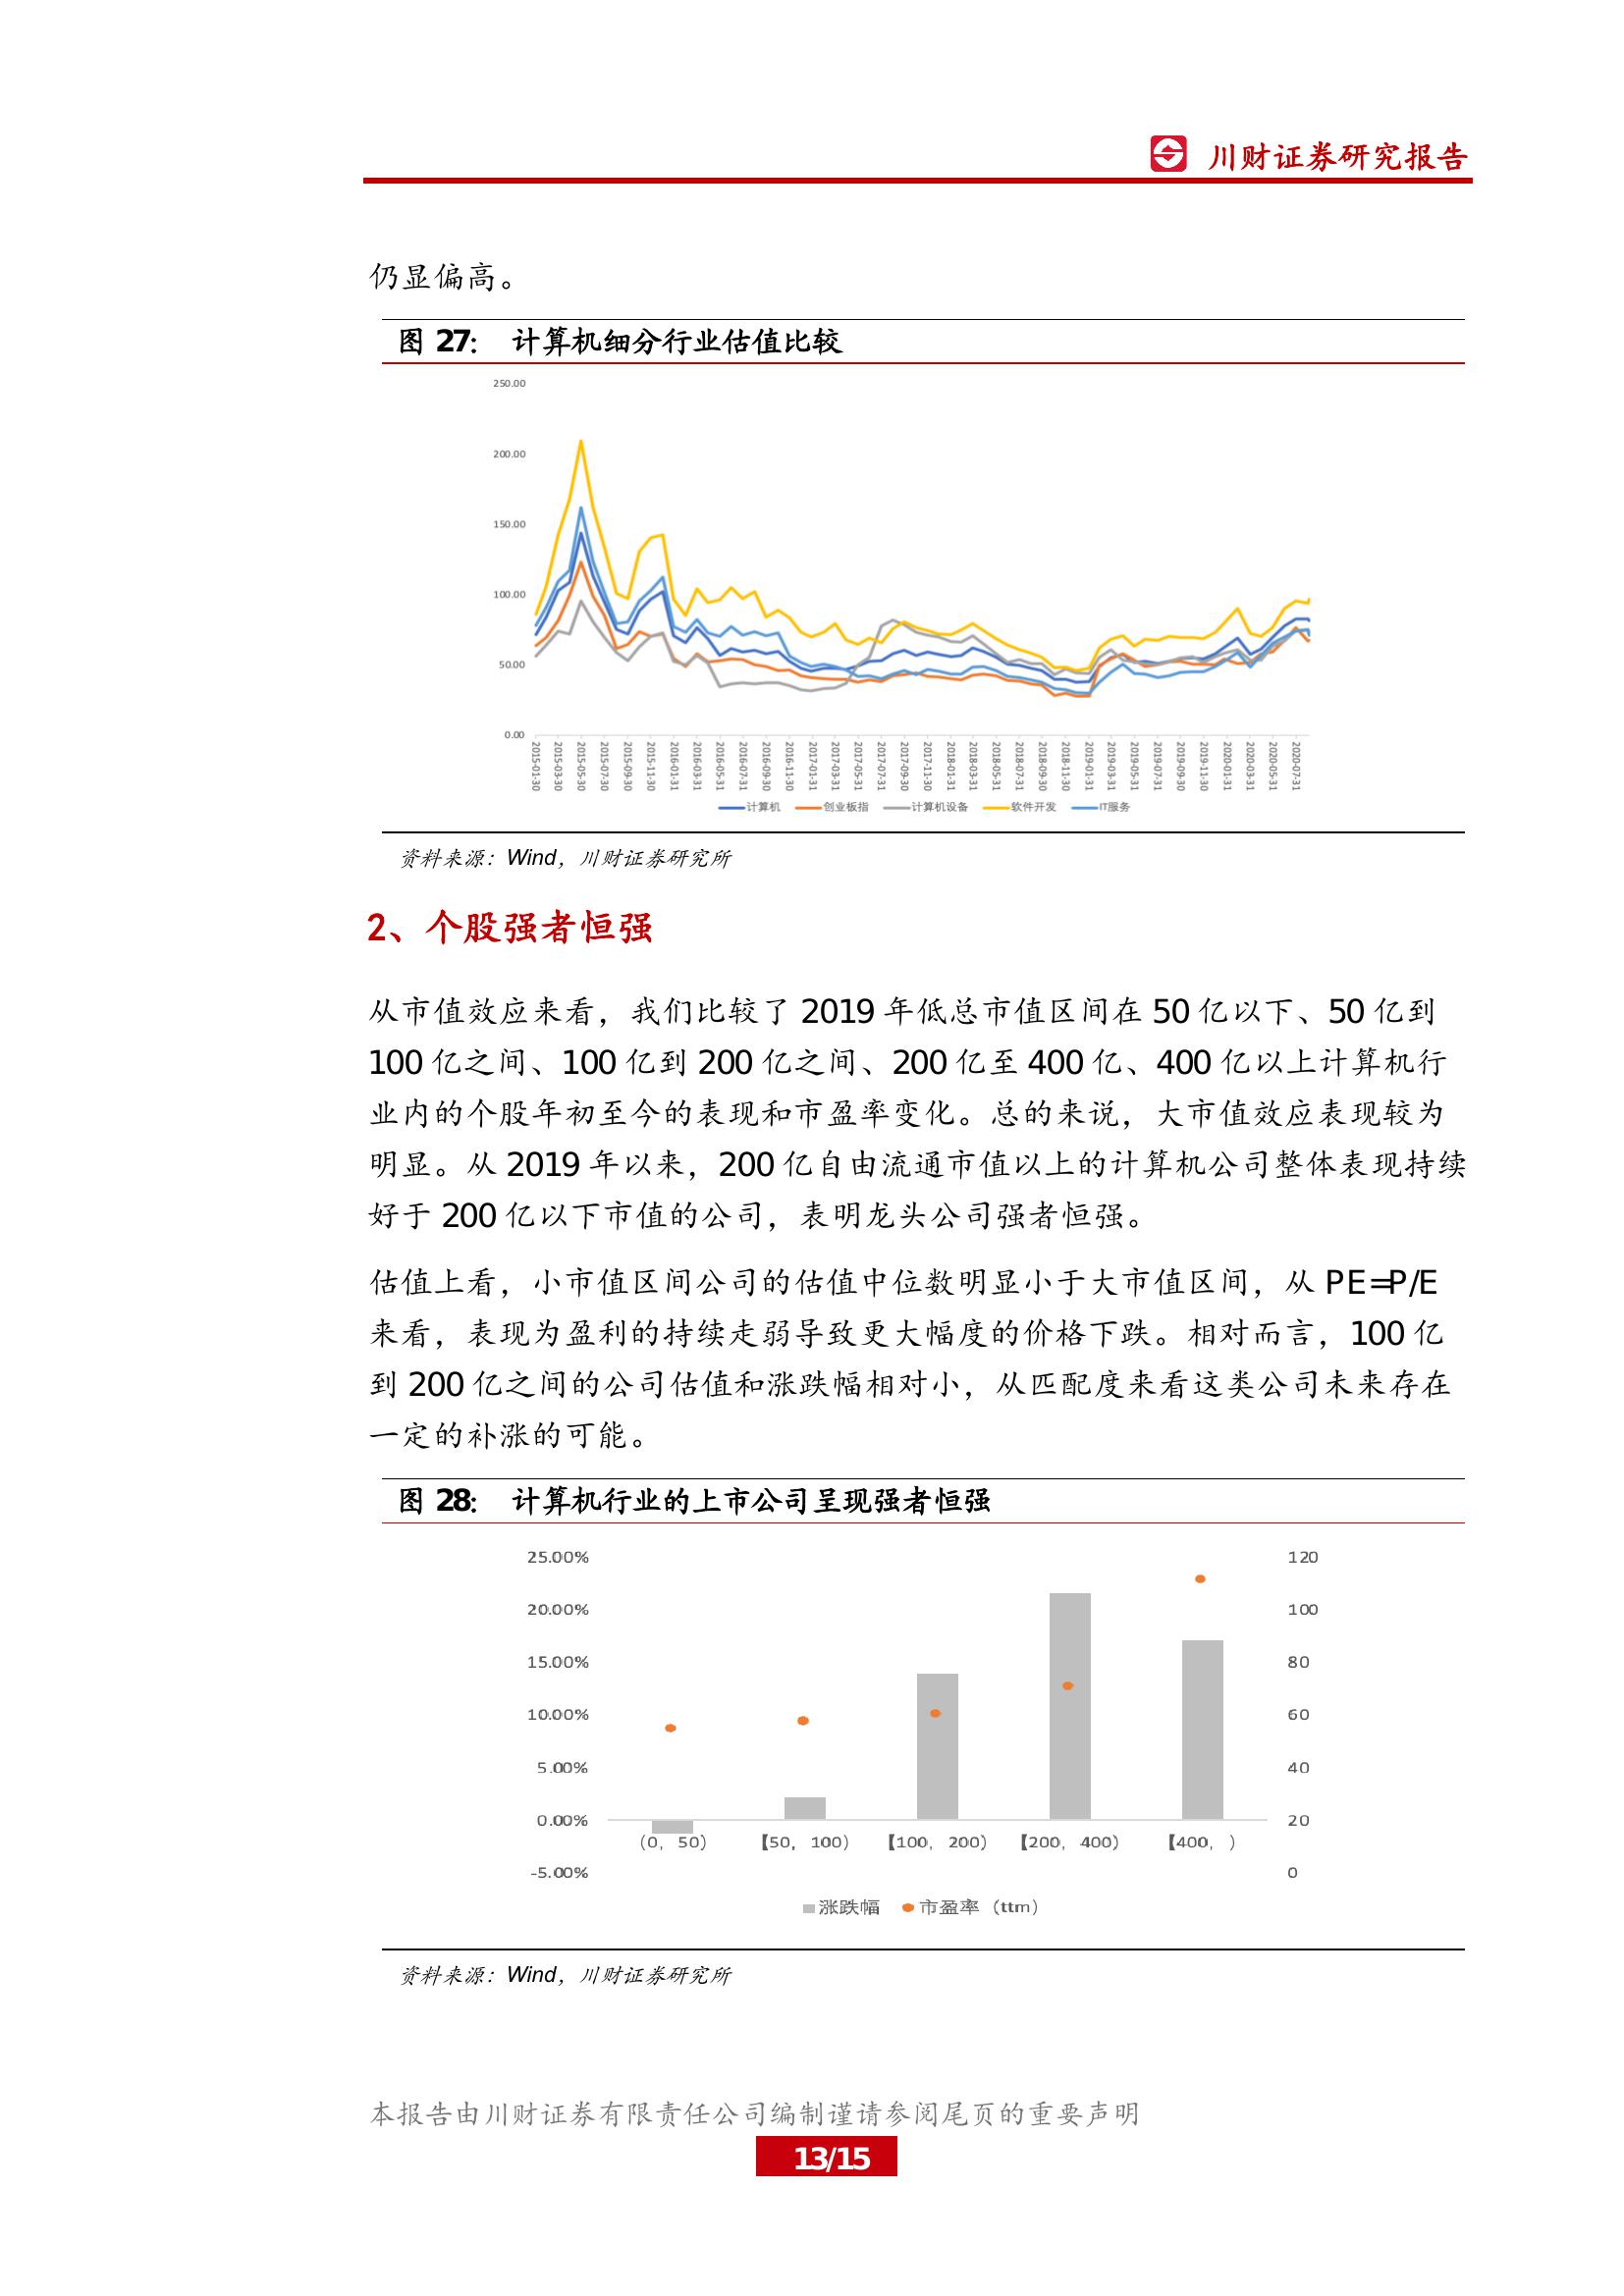 川财证券研究报告
仍显偏高。
图 27: 计算机细分行业估值比较
250.00
200.00
150.00
100.00
50.00
0.00
2015-01-30 2015-03-30 2015-05-30 2015-07-30 2015-09-30 2015-11-30 2016-01-31 2016-03-31 2016-05-31 2016-07-31 2016-09-30 2016-11-30 2017-01-31 2017-03-31 2017-05-31 2017-07-31 2017-09-30 2017-11-30 2018-01-31 2018-03-31 2018-05-31 2018-07-31 2018-09-30 2018-11-30 2019-01-31 2019-03-31 2019-05-31 2019-07-31 2019-09-30 2019-11-30 2020-01-31 2020-03-31 2020-05-31 2020-07-31
计算机 创业板指 计算机设备 软件开发 IT服务
资料来源：Wind，川财证券研究所
2、个股强者恒强
从市值效应来看，我们比较了 2019 年低总市值区间在 50 亿以下、50 亿到
100 亿之间、100 亿到 200 亿之间、200 亿至 400 亿、400 亿以上计算机行
业内的个股年初至今的表现和市盈率变化。总的来说，大市值效应表现较为
明显。从 2019 年以来，200 亿自由流通市值以上的计算机公司整体表现持续
好于 200 亿以下市值的公司，表明龙头公司强者恒强。
估值上看，小市值区间公司的估值中位数明显小于大市值区间，从 PE=P/E
来看，表现为盈利的持续走弱导致更大幅度的价格下跌。相对而言，100 亿
到 200 亿之间的公司估值和涨跌幅相对小，从匹配度来看这类公司未来存在
一定的补涨的可能。
图 28: 计算机行业的上市公司呈现强者恒强
25.00% 120
20.00% 100
15.00% 80
10.00% 60
5.00% 40
0.00% 20
（0，50） 【50，100） 【100，200） 【200，400） 【400，）
-5.00% 0
涨跌幅 市盈率（ttm）
资料来源：Wind，川财证券研究所
本报告由川财证券有限责任公司编制谨请参阅尾页的重要声明
13/15